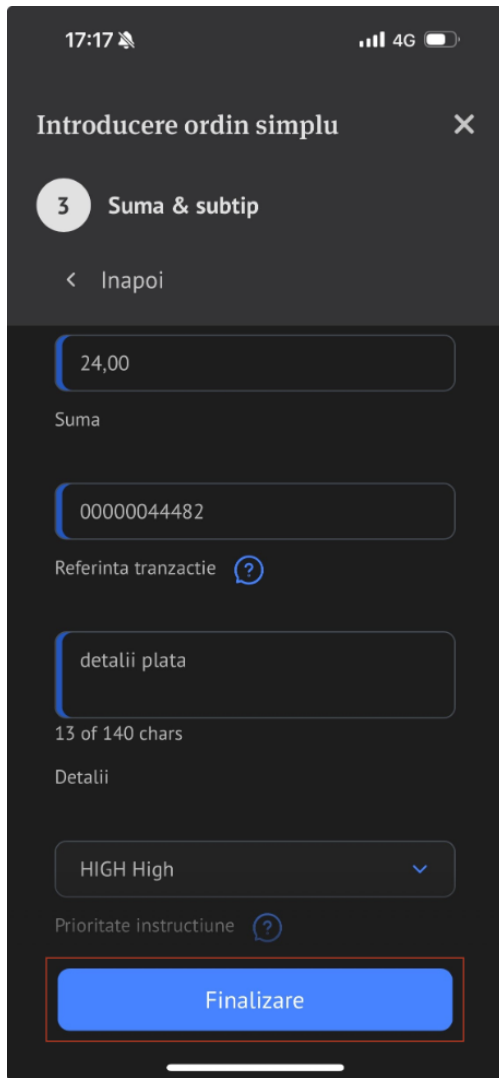 17:17
4G
Introducere ordin simplu
3 Suma & subtip
Inapoi
24,00
Suma
00000044482
Referinta tranzactie ?
detalii plata
13 of 140 chars
Detalii
HIGH High
Prioritate instructiune ?
Finalizare